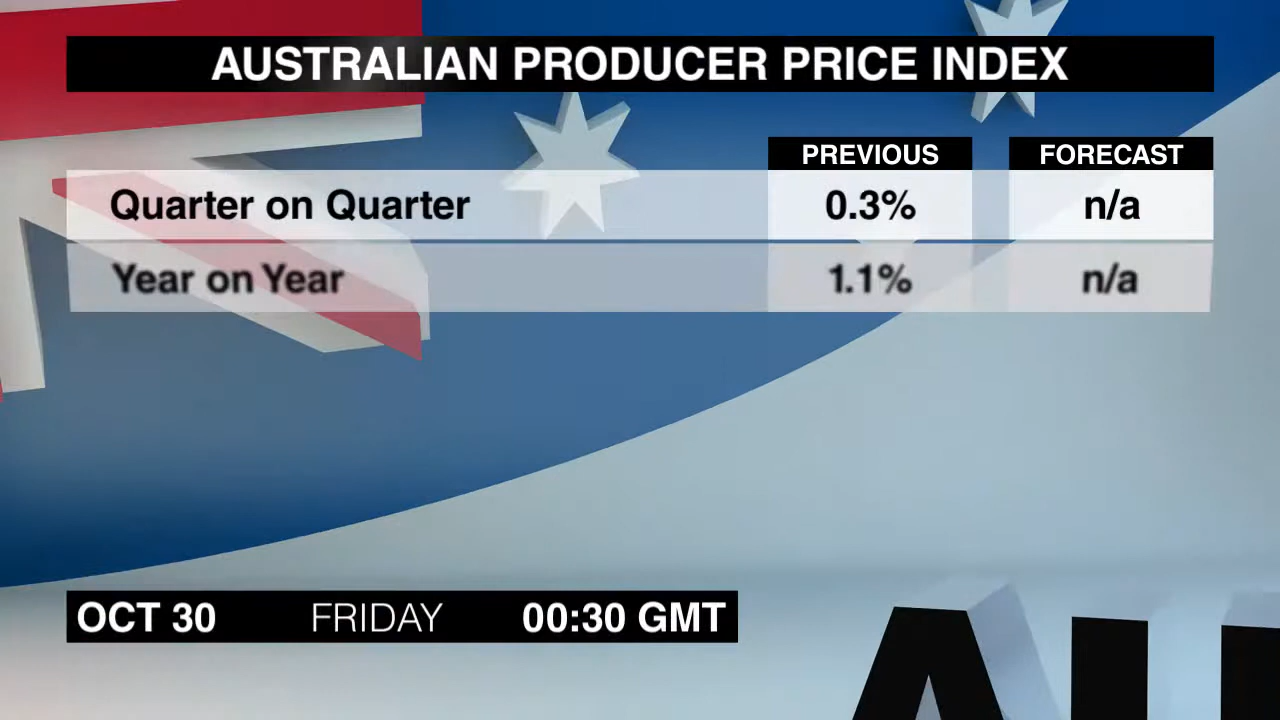 AUSTRALIAN PRODUCER PRICE INDEX
PREVIOUS FORECAST
Quarter on Quarter 0.3% n/a
Year on Year 1.1% n/a
OCT 30 FRIDAY 00:30 GMT
AU